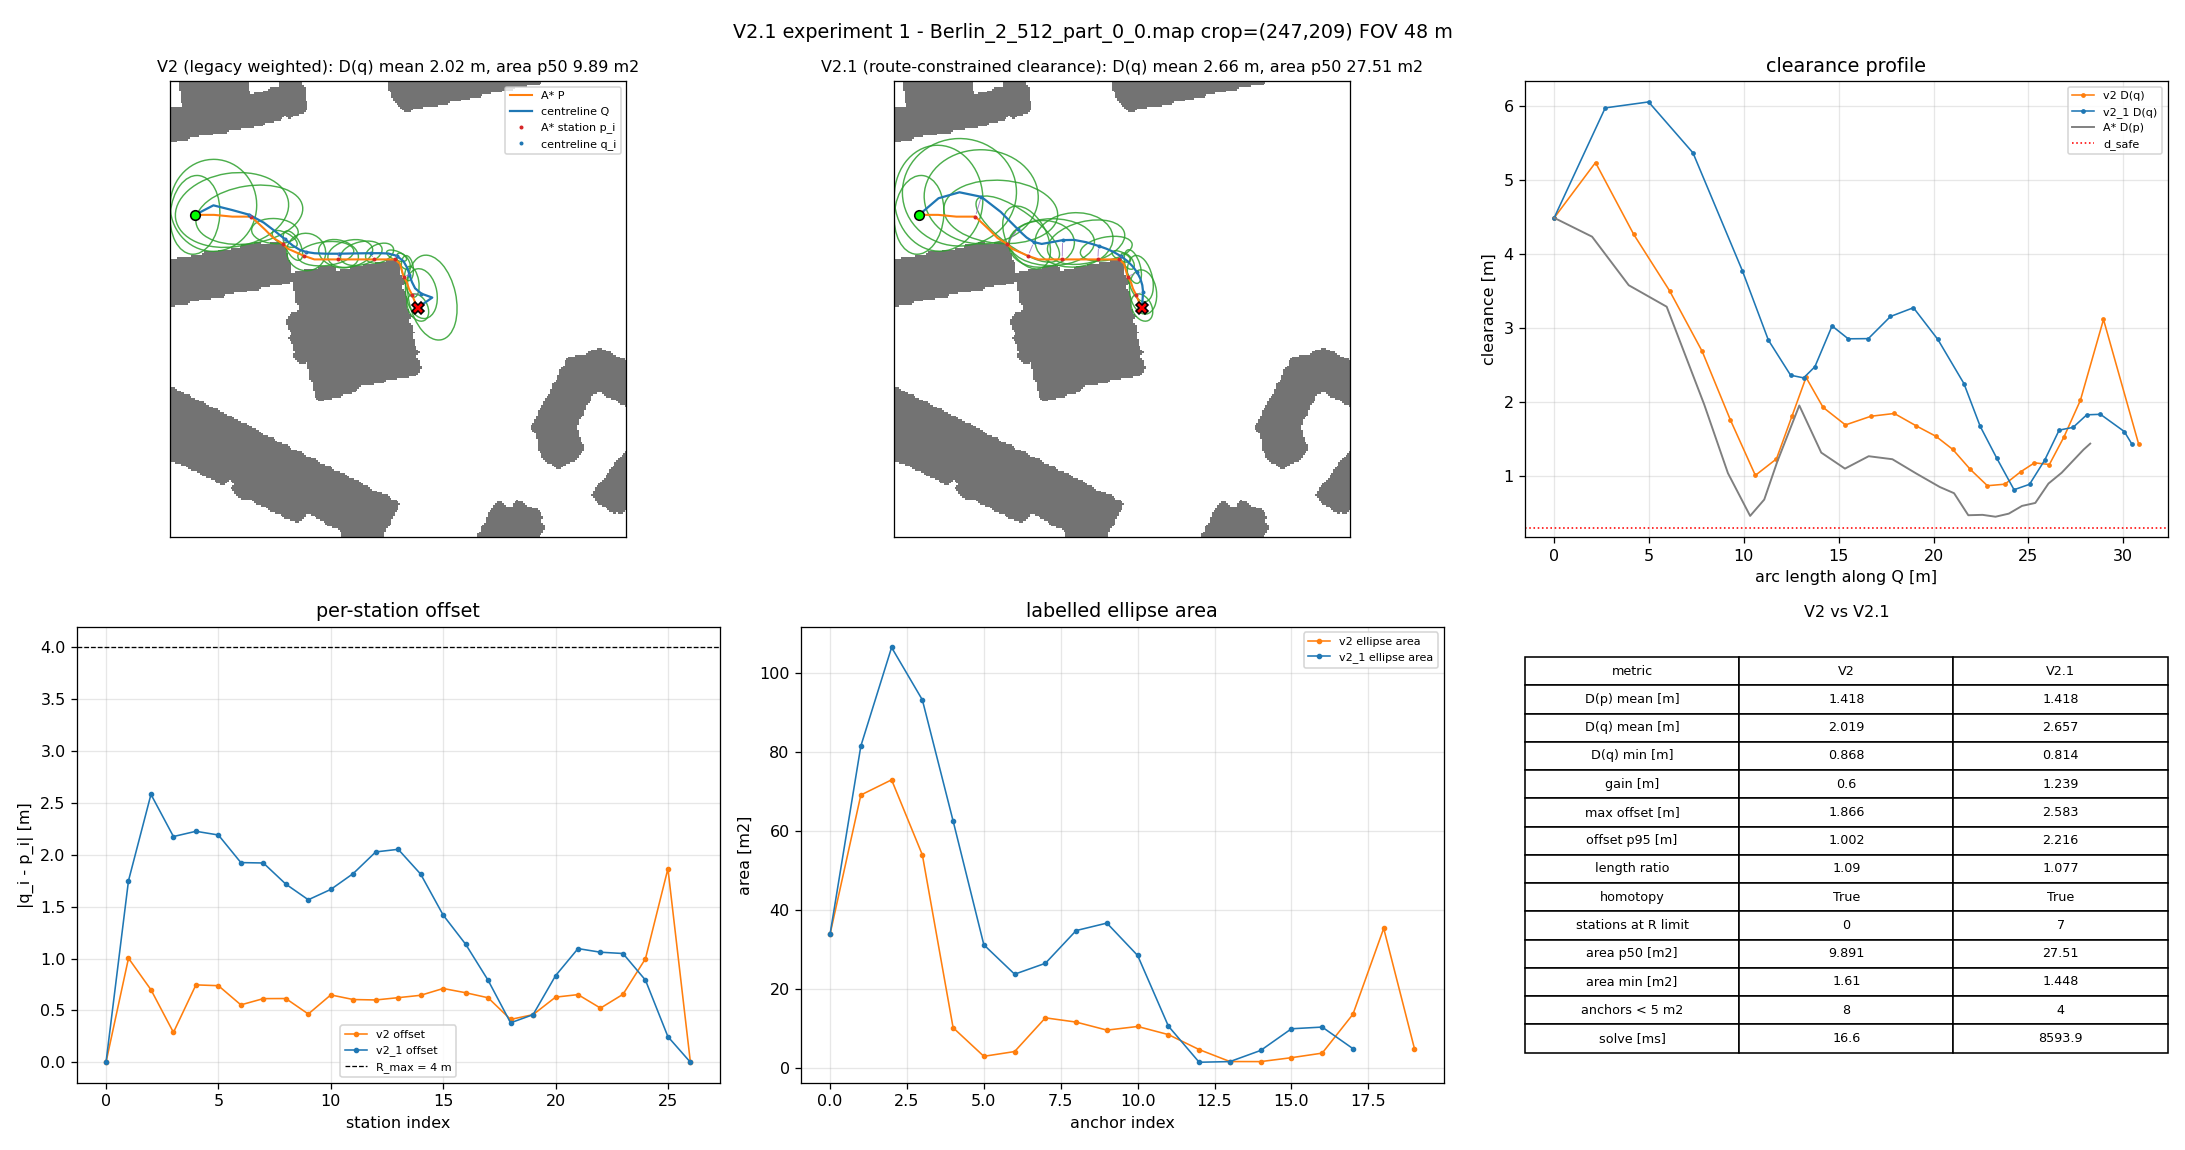 V2.1 experiment 1 - Berlin_2_512_part_0_0.map crop=(247,209) FOV 48 m
V2 (legacy weighted): D(q) mean 2.02 m, area p50 9.89 m2
A* P
centreline Q
A* station p_i
centreline q_i
V2.1 (route-constrained clearance): D(q) mean 2.66 m, area p50 27.51 m2
clearance profile
v2 D(q)
v2_1 D(q)
A* D(p)
d_safe
clearance [m]
6
5
4
3
2
1
0 5 10 15 20 25 30
arc length along Q [m]
per-station offset
|q_i - p_i| [m]
4.0
3.5
3.0
2.5
2.0
1.5
1.0
0.5
0.0
v2 offset
v2_1 offset
R_max = 4 m
0 5 10 15 20 25
station index
labelled ellipse area
v2 ellipse area
v2_1 ellipse area
area [m2]
100
80
60
40
20
0
0.0 2.5 5.0 7.5 10.0 12.5 15.0 17.5
anchor index
V2 vs V2.1
metric V2 V2.1
D(p) mean [m] 1.418 1.418
D(q) mean [m] 2.019 2.657
D(q) min [m] 0.868 0.814
gain [m] 0.6 1.239
max offset [m] 1.866 2.583
offset p95 [m] 1.002 2.216
length ratio 1.09 1.077
homotopy True True
stations at R limit 0 7
area p50 [m2] 9.891 27.51
area min [m2] 1.61 1.448
anchors < 5 m2 8 4
solve [ms] 16.6 8593.9